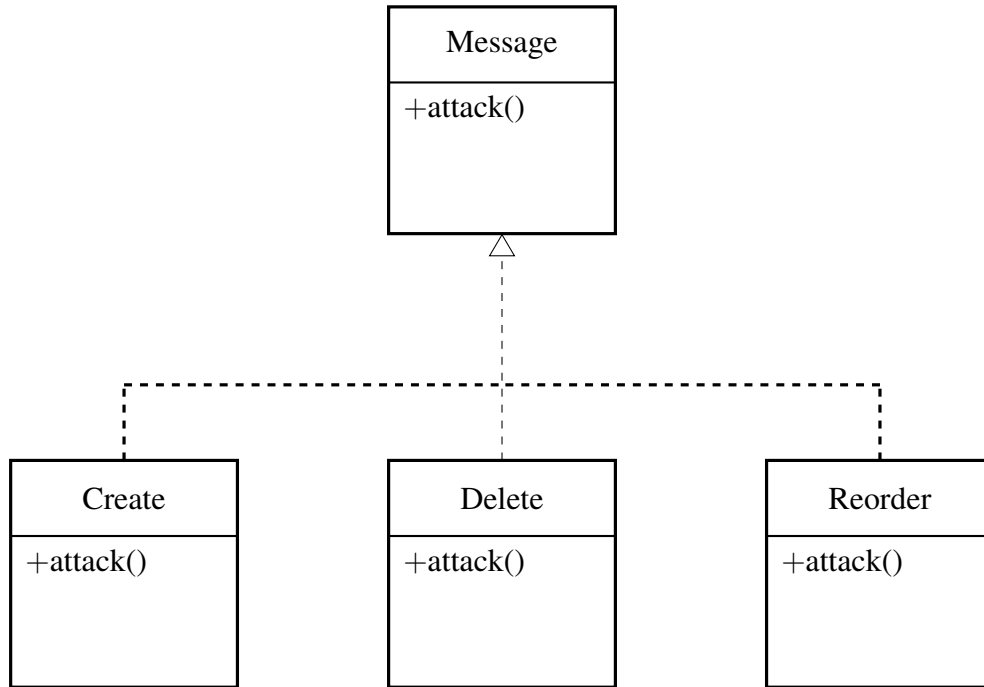 Message
+attack()
Create
Delete
Reorder
+attack()
+attack()
+attack()